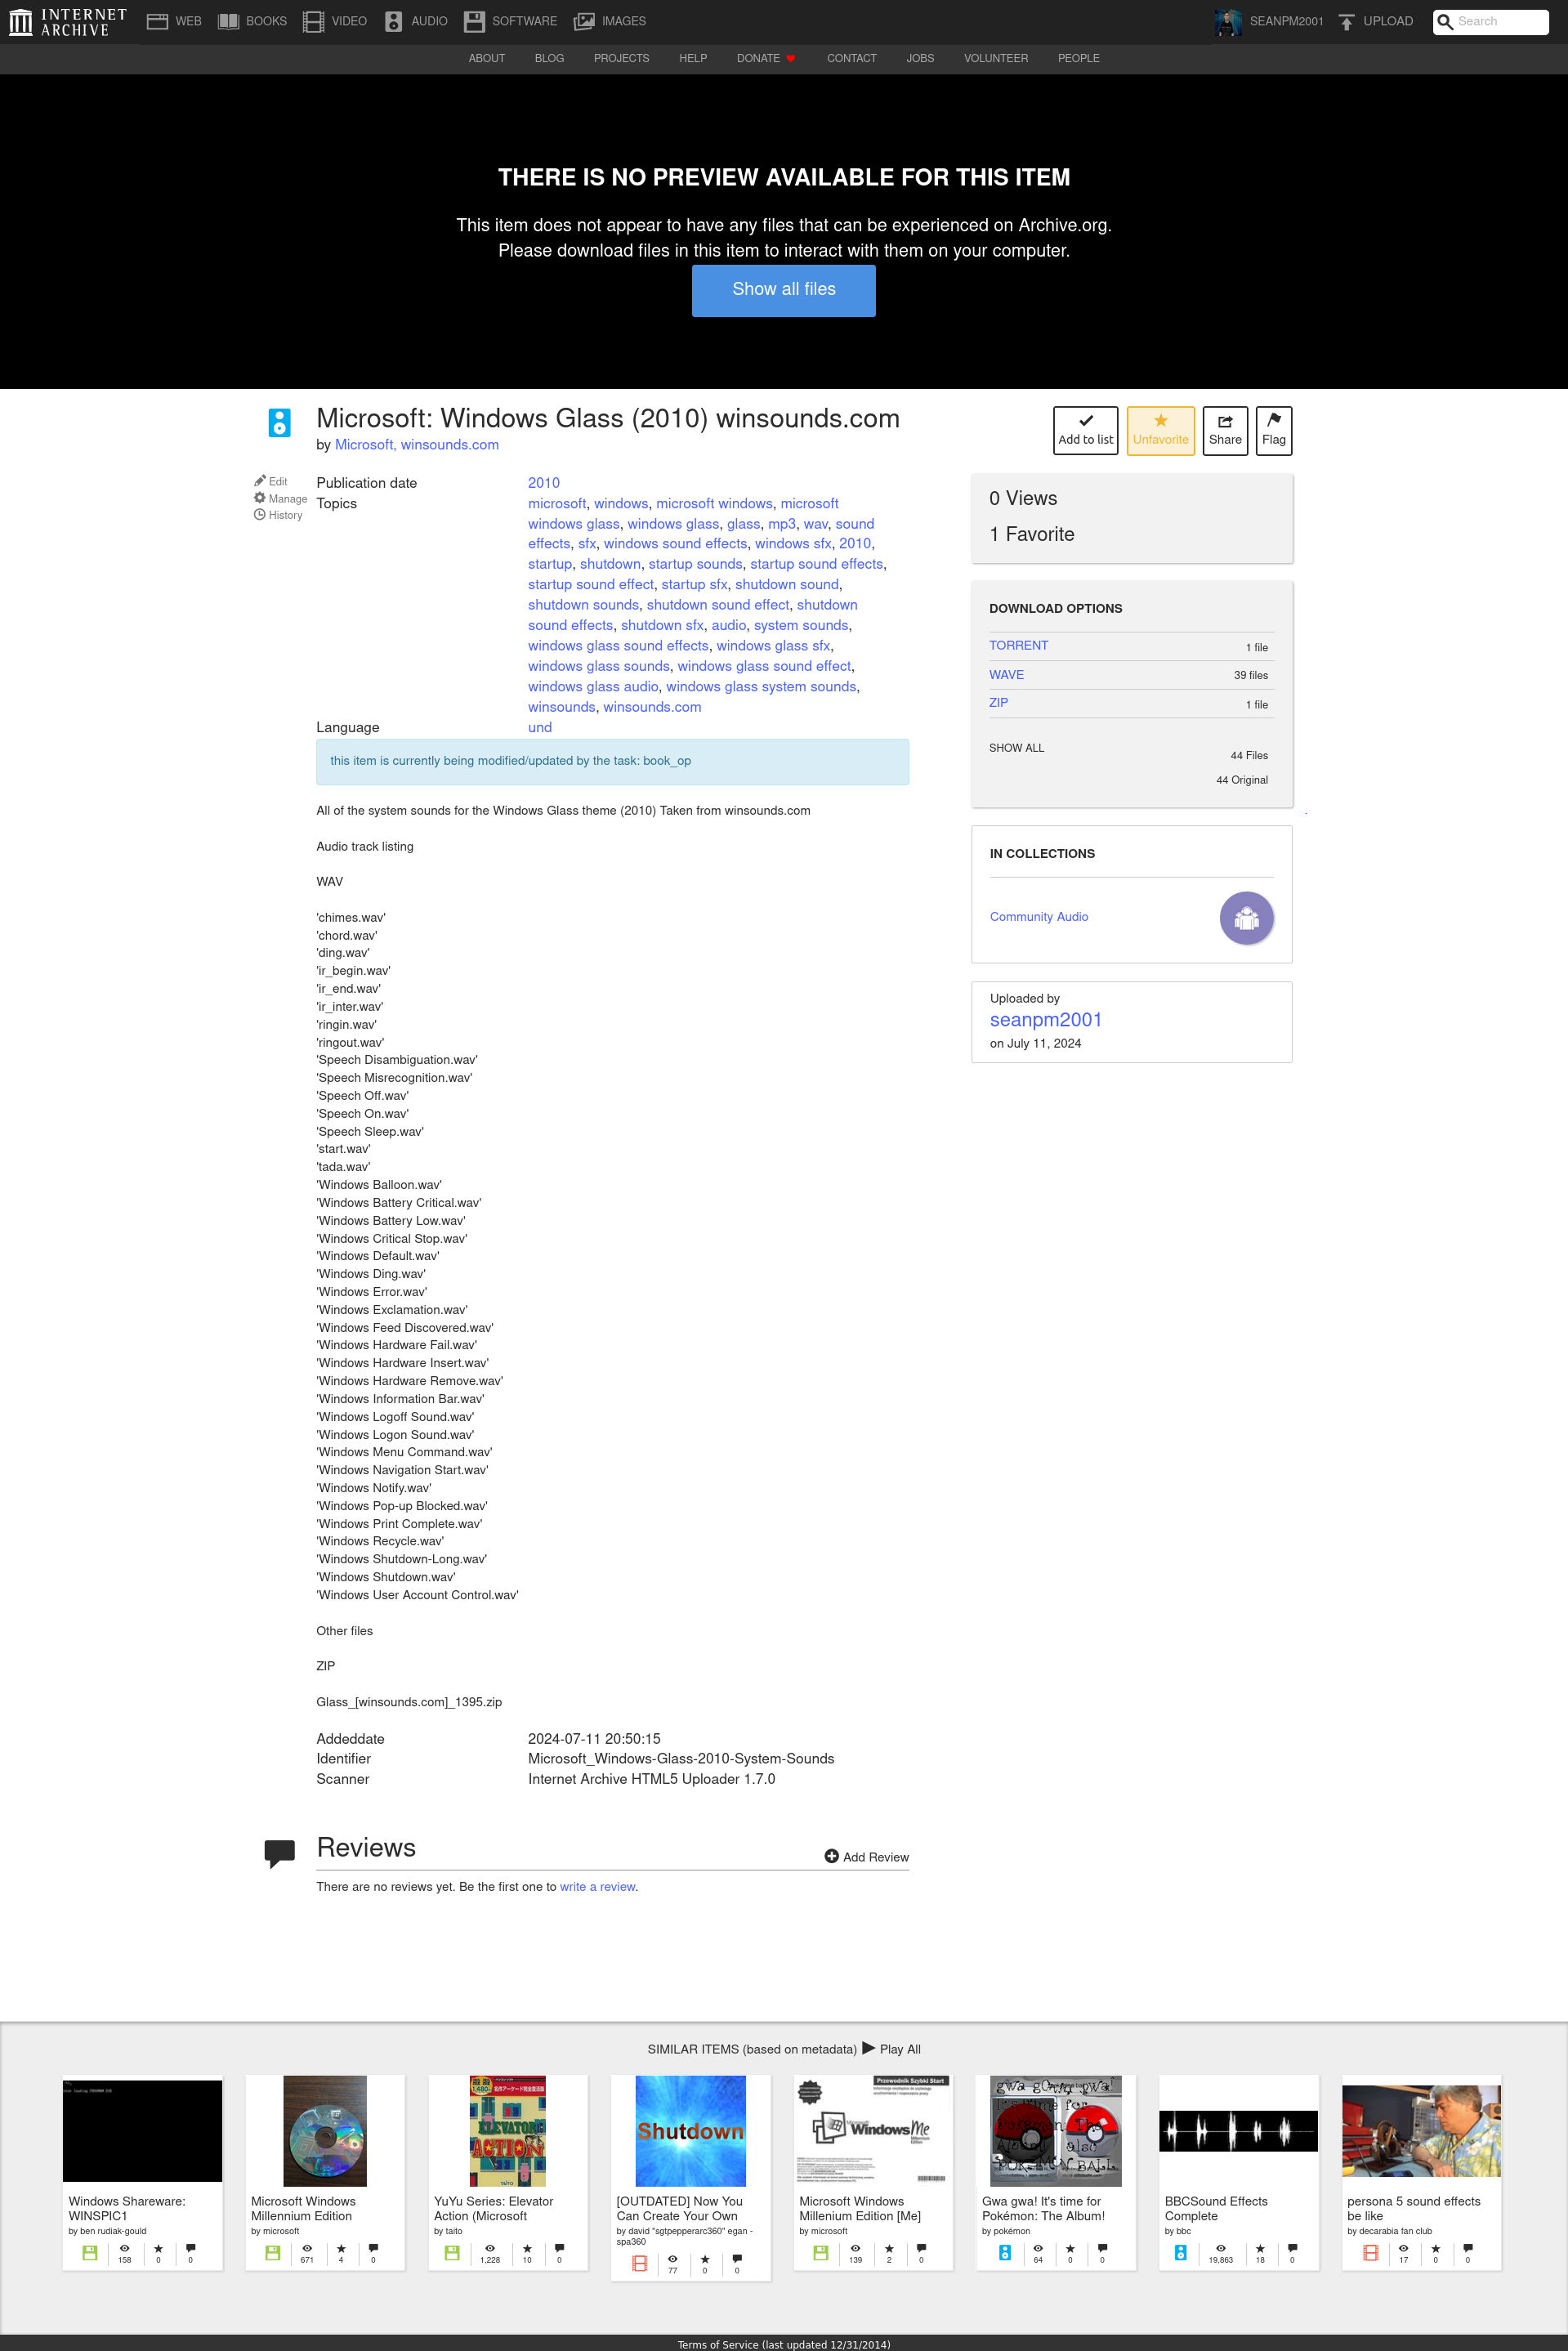 INTERNET ARCHIVE
WEB BOOKS VIDEO AUDIO SOFTWARE IMAGES SEANPM2001 UPLOAD Search
ABOUT BLOG PROJECTS HELP DONATE CONTACT JOBS VOLUNTEER PEOPLE
THERE IS NO PREVIEW AVAILABLE FOR THIS ITEM
This item does not appear to have any files that can be experienced on Archive.org.
Please download files in this item to interact with them on your computer.
Show all files
Microsoft: Windows Glass (2010) winsounds.com
by Microsoft, winsounds.com
Add to list
Unfavorite
Share
Flag
Edit
Manage
History
Publication date 2010
Topics microsoft, windows, microsoft windows, microsoft
windows glass, windows glass, glass, mp3, wav, sound
effects, sfx, windows sound effects, windows sfx, 2010,
startup, shutdown, startup sounds, startup sound effects,
startup sound effect, startup sfx, shutdown sound,
shutdown sounds, shutdown sound effect, shutdown
sound effects, shutdown sfx, audio, system sounds,
windows glass sound effects, windows glass sfx,
windows glass sounds, windows glass sound effect,
windows glass audio, windows glass system sounds,
winsounds, winsounds.com
Language und
this item is currently being modified/updated by the task: book_op
All of the system sounds for the Windows Glass theme (2010) Taken from winsounds.com
Audio track listing
WAV
'chimes.wav'
'chord.wav'
'ding.wav'
'ir_begin.wav'
'ir_end.wav'
'ir_inter.wav'
'ringin.wav'
'ringout.wav'
'Speech Disambiguation.wav'
'Speech Misrecognition.wav'
'Speech Off.wav'
'Speech On.wav'
'Speech Sleep.wav'
'start.wav'
'tada.wav'
'Windows Balloon.wav'
'Windows Battery Critical.wav'
'Windows Battery Low.wav'
'Windows Critical Stop.wav'
'Windows Default.wav'
'Windows Ding.wav'
'Windows Error.wav'
'Windows Exclamation.wav'
'Windows Feed Discovered.wav'
'Windows Hardware Fail.wav'
'Windows Hardware Insert.wav'
'Windows Hardware Remove.wav'
'Windows Information Bar.wav'
'Windows Logoff Sound.wav'
'Windows Logon Sound.wav'
'Windows Menu Command.wav'
'Windows Navigation Start.wav'
'Windows Notify.wav'
'Windows Pop-up Blocked.wav'
'Windows Print Complete.wav'
'Windows Recycle.wav'
'Windows Shutdown-Long.wav'
'Windows Shutdown.wav'
'Windows User Account Control.wav'
Other files
ZIP
Glass_[winsounds.com]_1395.zip
Addeddate 2024-07-11 20:50:15
Identifier Microsoft_Windows-Glass-2010-System-Sounds
Scanner Internet Archive HTML5 Uploader 1.7.0
0 Views
1 Favorite
DOWNLOAD OPTIONS
TORRENT 1 file
WAVE 39 files
ZIP 1 file
SHOW ALL
44 Files
44 Original
IN COLLECTIONS
Community Audio
Uploaded by
seanpm2001
on July 11, 2024
Reviews
Add Review
There are no reviews yet. Be the first one to write a review.
SIMILAR ITEMS (based on metadata) Play All
Windows Shareware:
WINSPIC1
by ben rudiak-gould
158 0 0
Microsoft Windows
Millennium Edition
by microsoft
671 4 0
ELEVATOR
ACTION
YuYu Series: Elevator
Action (Microsoft
by taito
1,228 10 0
Shutdown
[OUTDATED] Now You
Can Create Your Own
by david "sgtpepperarc360" egan -
spa360
77 0 0
Przewodnik Szybki Start
Windows Me
Microsoft Windows
Millenium Edition [Me]
by microsoft
139 2 0
Gwa gwa! It's time for
Pokémon: The Album!
by pokémon
64 0 0
BBCSound Effects
Complete
by bbc
19,863 18 0
persona 5 sound effects
be like
by decarabia fan club
17 0 0
Terms of Service (last updated 12/31/2014)